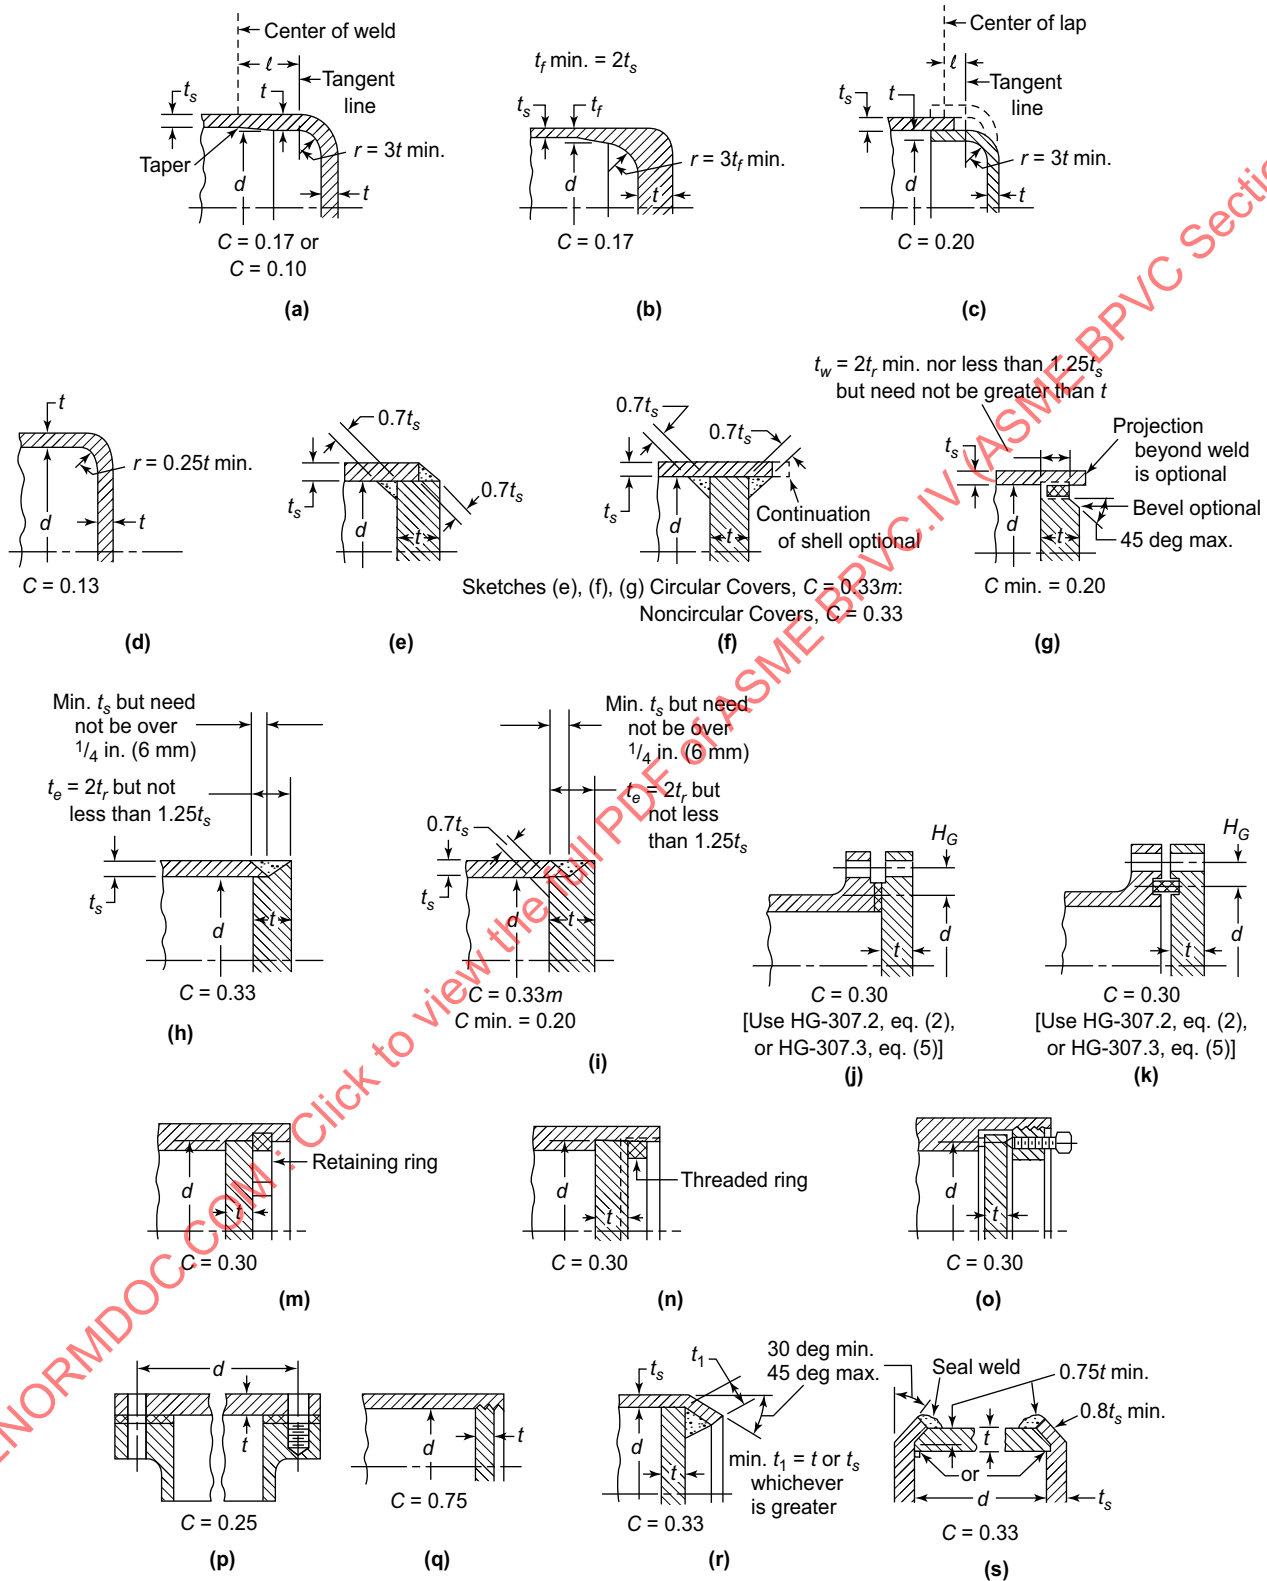 Center of weld
ℓ
Tangent
line
t_s
t
Taper
r = 3t min.
d
t
C = 0.17 or
C = 0.10
(a)
t_f min. = 2t_s
t_s
t_f
r = 3t_f min.
d
t
C = 0.17
(b)
Center of lap
ℓ
Tangent
line
t_s
t
r = 3t min.
d
t
C = 0.20
(c)
t
r = 0.25t min.
d
t
C = 0.13
(d)
0.7t_s
t_s
0.7t_s
d
t
(e)
0.7t_s
0.7t_s
t_s
d
t
Continuation
of shell optional
Sketches (e), (f), (g) Circular Covers, C = 0.33m:
Noncircular Covers, C = 0.33
(f)
t_w = 2t_r min. nor less than 1.25t_s
but need not be greater than t
Projection
beyond weld
is optional
t_s
Bevel optional
45 deg max.
d
t
C min. = 0.20
(g)
Min. t_s but need
not be over
1/4 in. (6 mm)
t_e = 2t_r but not
less than 1.25t_s
t_s
d
t
C = 0.33
(h)
Min. t_s but need
not be over
1/4 in. (6 mm)
t_e = 2t_r but
not less
than 1.25t_s
0.7t_s
t_s
d
t
C = 0.33m
C min. = 0.20
(i)
H_G
d
t
C = 0.30
[Use HG-307.2, eq. (2),
or HG-307.3, eq. (5)]
(j)
H_G
d
t
C = 0.30
[Use HG-307.2, eq. (2),
or HG-307.3, eq. (5)]
(k)
Retaining ring
d
t
C = 0.30
(m)
Threaded ring
d
t
C = 0.30
(n)
d
t
C = 0.30
(o)
d
t
C = 0.25
(p)
d
t
C = 0.75
(q)
t_s
t_1
30 deg min.
45 deg max.
d
t
min. t_1 = t or t_s
whichever
is greater
C = 0.33
(r)
Seal weld
0.75t min.
0.8t_s min.
t
or
d
t_s
C = 0.33
(s)
ENORMDOC.COM : Click to view the full PDF of ASME BPVC.IV (ASME BPVC Section